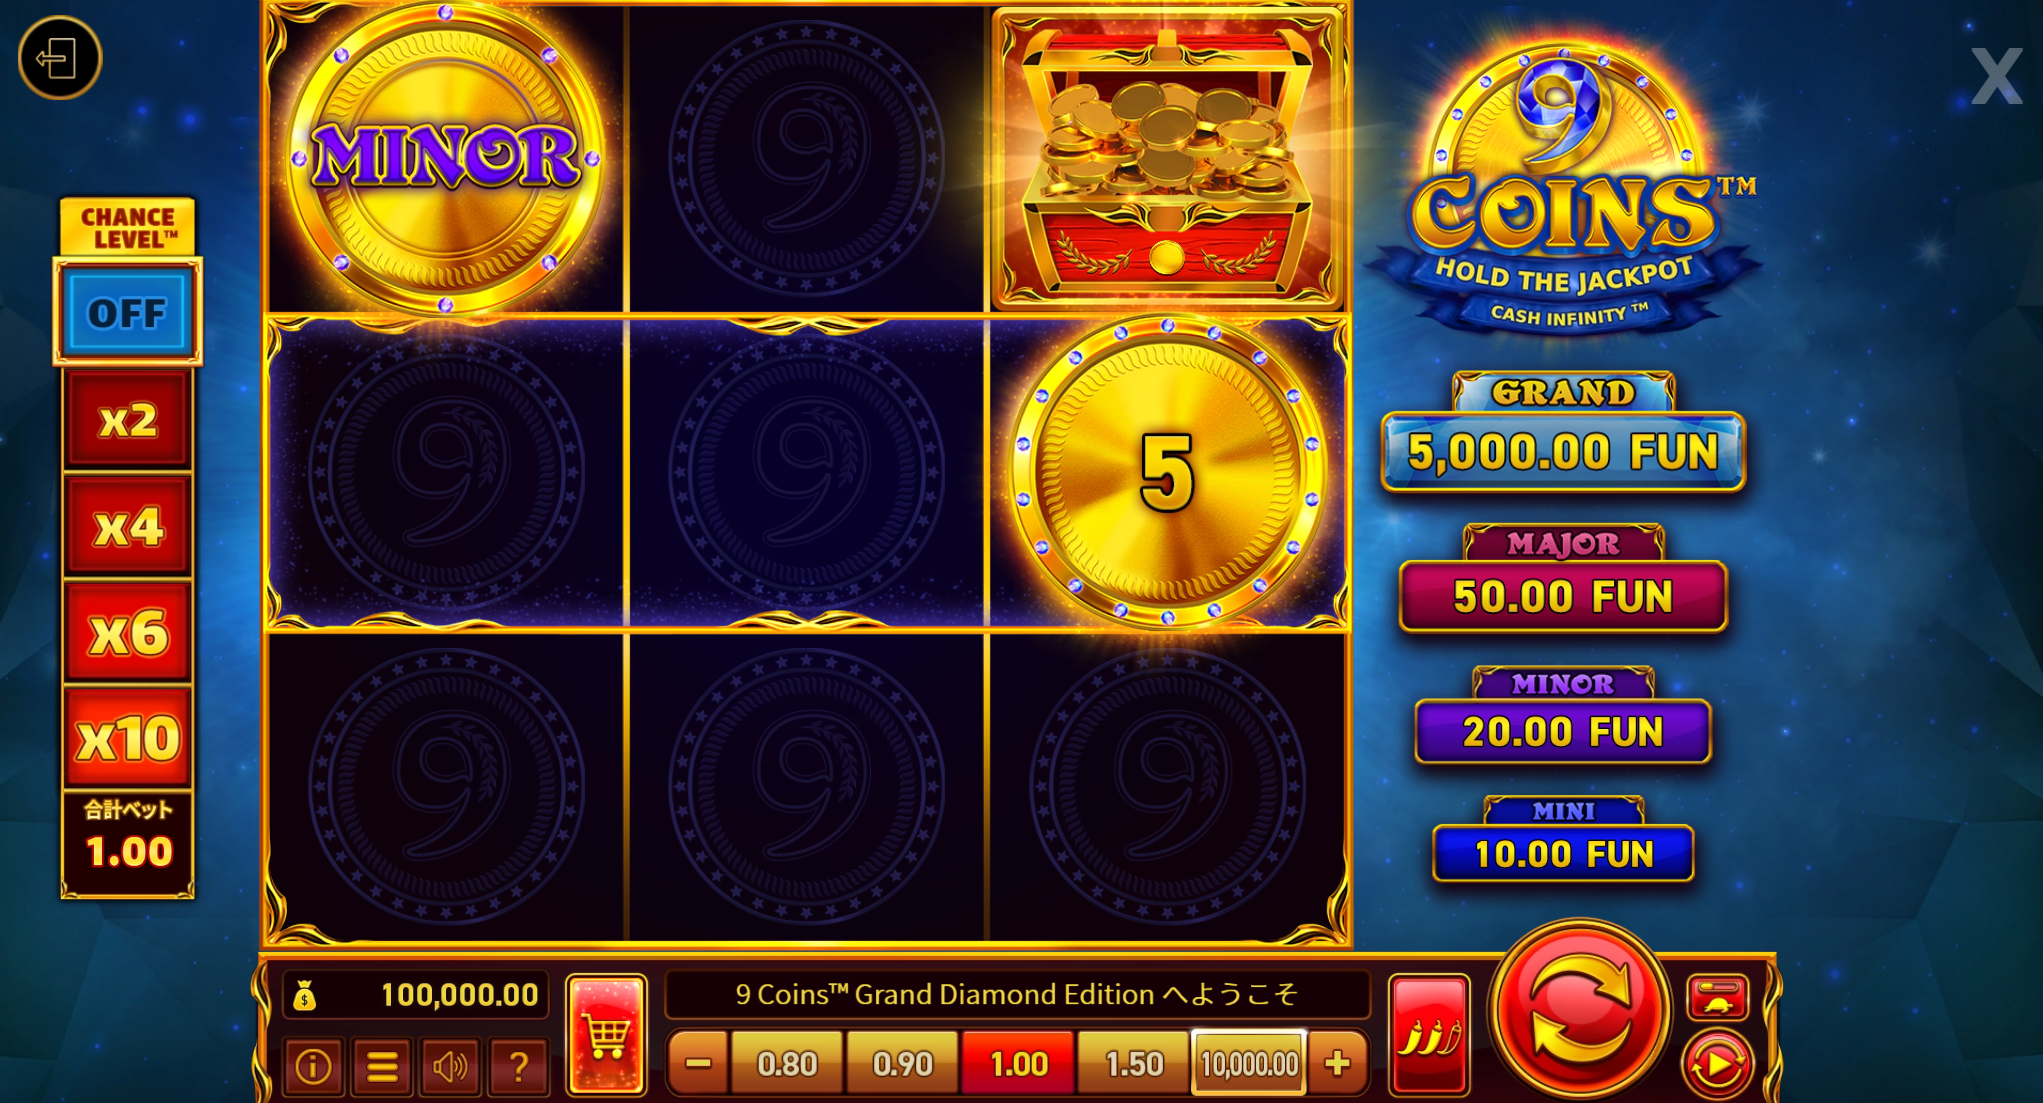 MINOR
5
X
9
COINS™
HOLD THE JACKPOT
CASH INFINITY™
CHANCE
LEVEL™
OFF
x2
x4
x6
x10
合計ベット
1.00
GRAND
5,000.00 FUN
MAJOR
50.00 FUN
MINOR
20.00 FUN
MINI
10.00 FUN
100,000.00
9 Coins™ Grand Diamond Edition へようこそ
− 0.80 0.90 1.00 1.50 10,000.00 +
?